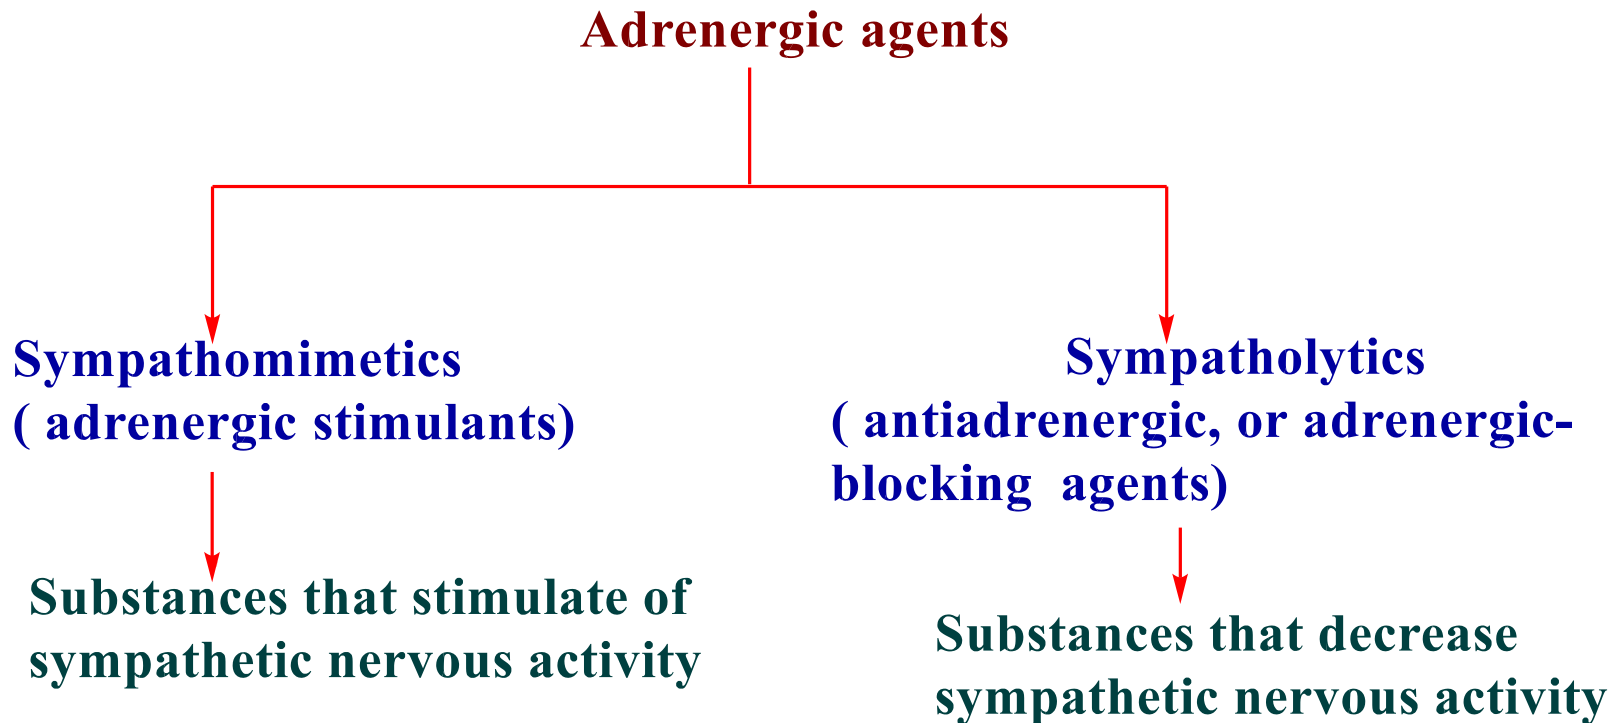 Adrenergic agents
Sympathomimetics
( adrenergic stimulants)
Substances that stimulate of
sympathetic nervous activity
Sympatholytics
( antiadrenergic, or adrenergic-
blocking  agents)
Substances that decrease
sympathetic nervous activity